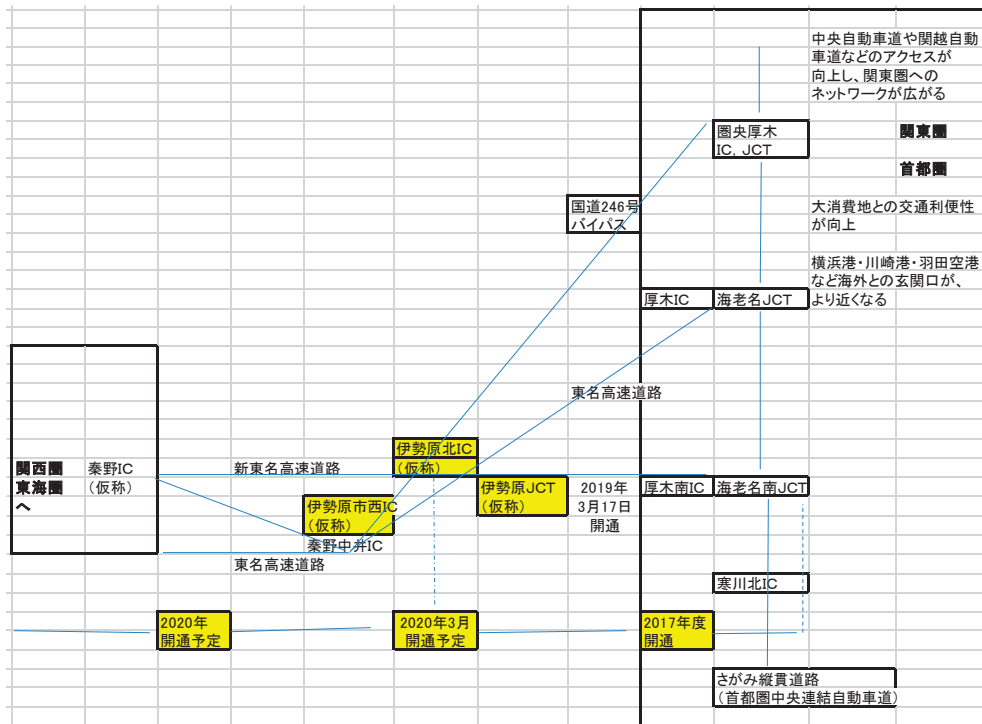 中央自動車道や関越自動
車道などのアクセスが
向上し、関東圏への
ネットワークが広がる
圏央厚木
IC, JCT
関東圏
首都圏
国道246号
バイパス
大消費地との交通利便性
が向上
横浜港・川崎港・羽田空港
など海外との玄関口が、
より近くなる
厚木IC
海老名JCT
東名高速道路
伊勢原北IC
(仮称)
関西圏
東海圏
へ
秦野IC
(仮称)
新東名高速道路
伊勢原JCT
(仮称)
2019年
3月17日
開通
厚木南IC
海老名南JCT
伊勢原市西IC
(仮称)
秦野中井IC
東名高速道路
寒川北IC
2020年
開通予定
2020年3月
開通予定
2017年度
開通
さがみ縦貫道路
(首都圏中央連結自動車道)